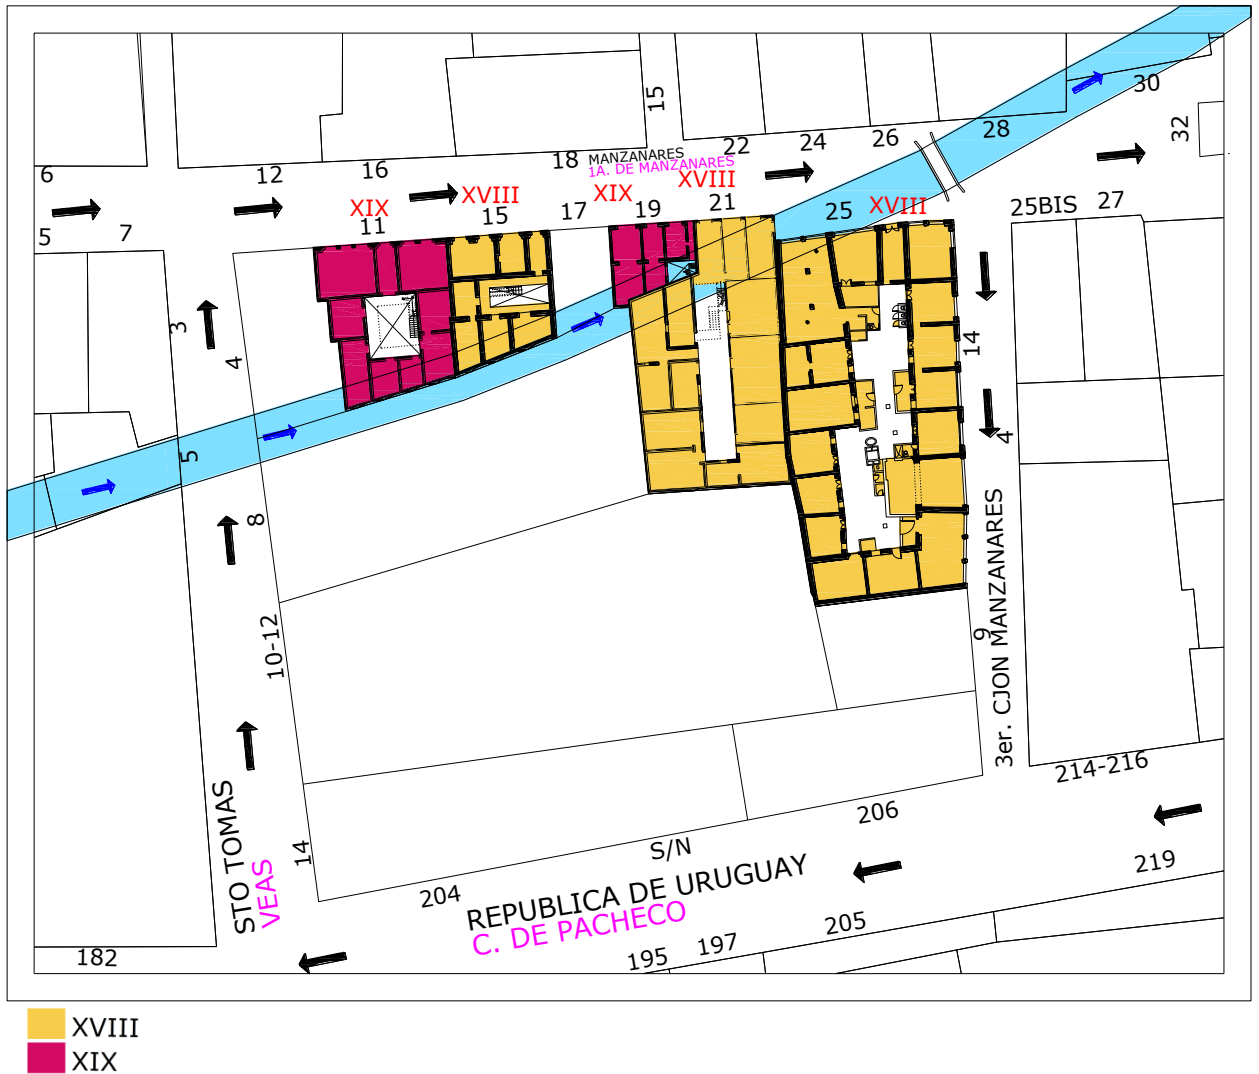 15
30
32
22
24
26
28
6
12
16
18
MANZANARES
1A. DE MANZANARES
XIX
XVIII
XIX
XVIII
XVIII
5
7
11
15
17
19
21
25
25BIS
27
3
4
14
5
4
8
10-12
9
3er. CJON MANZANARES
214-216
14
STO TOMAS
VEAS
S/N
206
204
REPUBLICA DE URUGUAY
C. DE PACHECO
219
182
195
197
205
XVIII
XIX